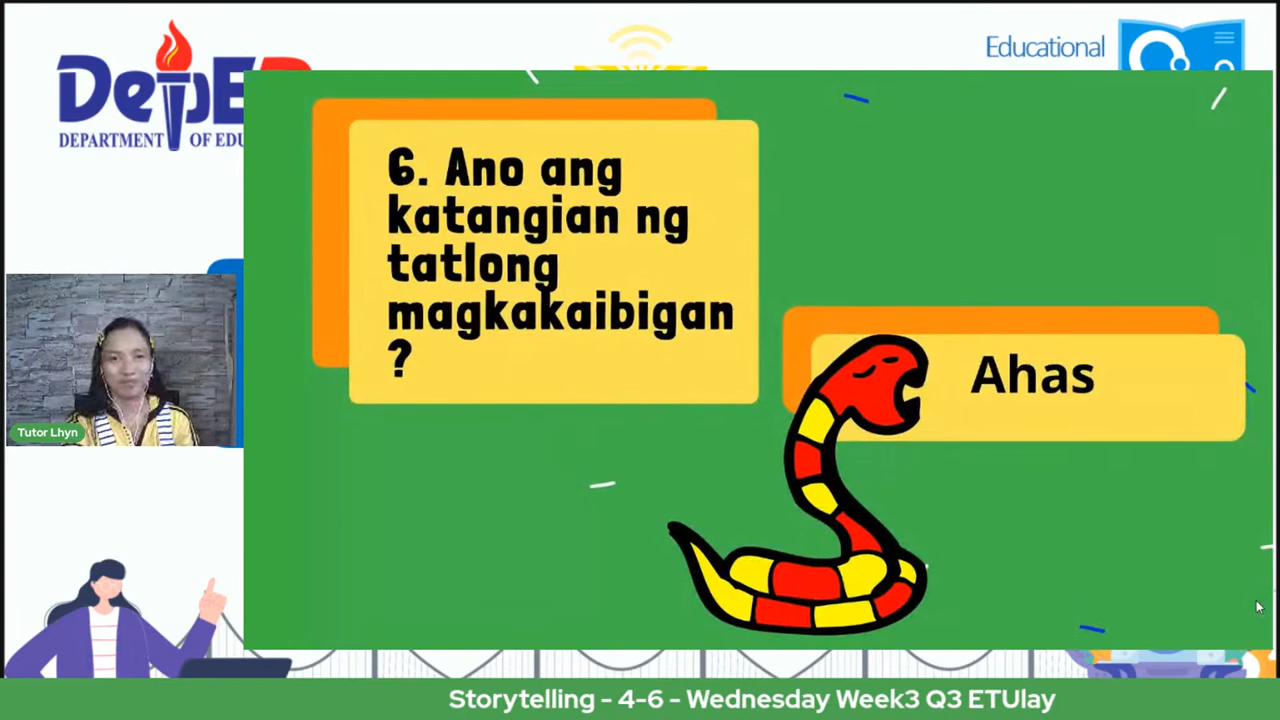 DepED
DEPARTMENT OF EDU
Educational
6. Ano ang
katangian ng
tatlong
magkakaibigan
?
Ahas
Tutor Lhyn
Storytelling - 4-6 - Wednesday Week3 Q3 ETUlay